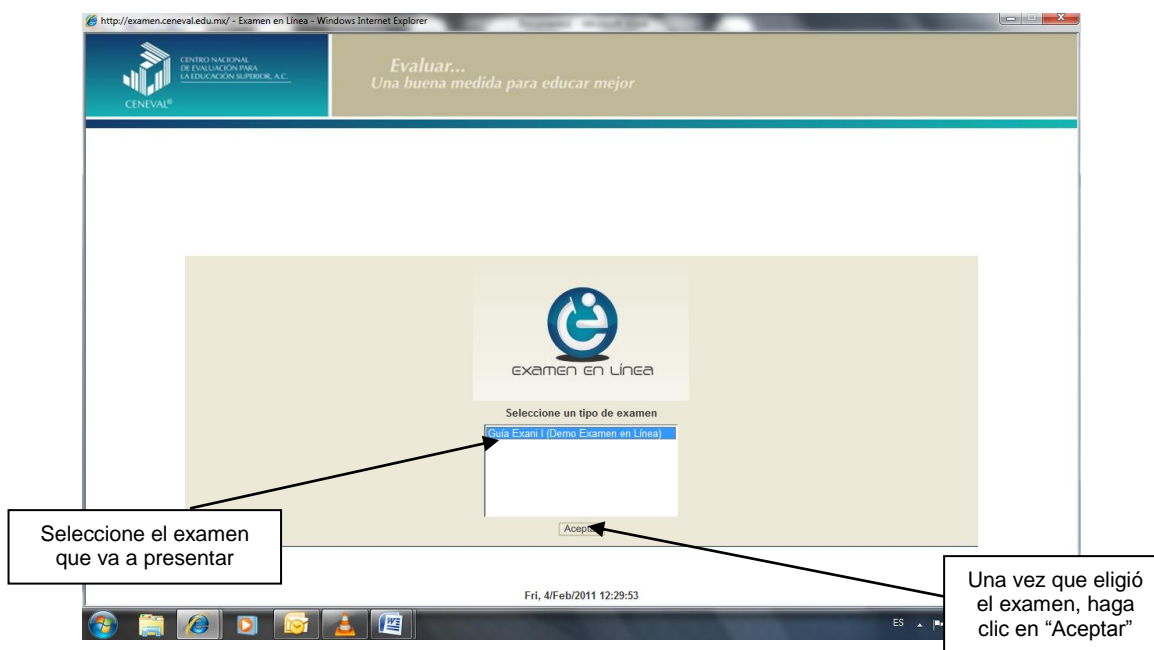 http://examen.ceneval.edu.mx/ - Examen en Línea - Windows Internet Explorer
CENTRO NACIONAL
DE EVALUACIÓN PARA
LA EDUCACIÓN SUPERIOR, A.C.
CENEVAL®
Evaluar...
Una buena medida para educar mejor
examen en Línea
Seleccione un tipo de examen
Guía Exani I (Demo Examen en Línea)
Seleccione el examen
que va a presentar
Una vez que eligió
el examen, haga
clic en “Aceptar”
Fri, 4/Feb/2011 12:29:53
ES